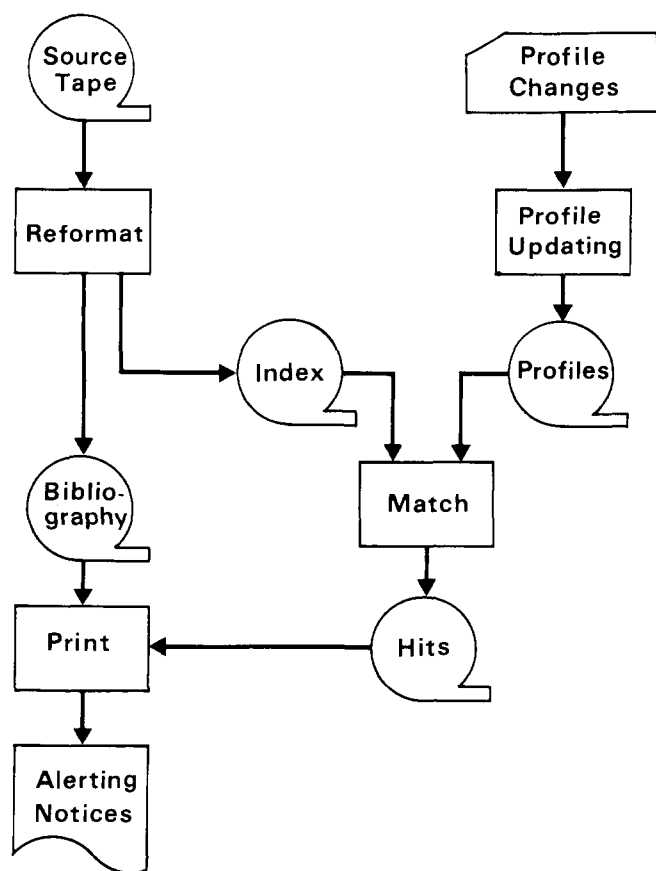 Source
Tape
Profile
Changes
Reformat
Profile
Updating
Index
Profiles
Biblio-
graphy
Match
Print
Hits
Alerting
Notices